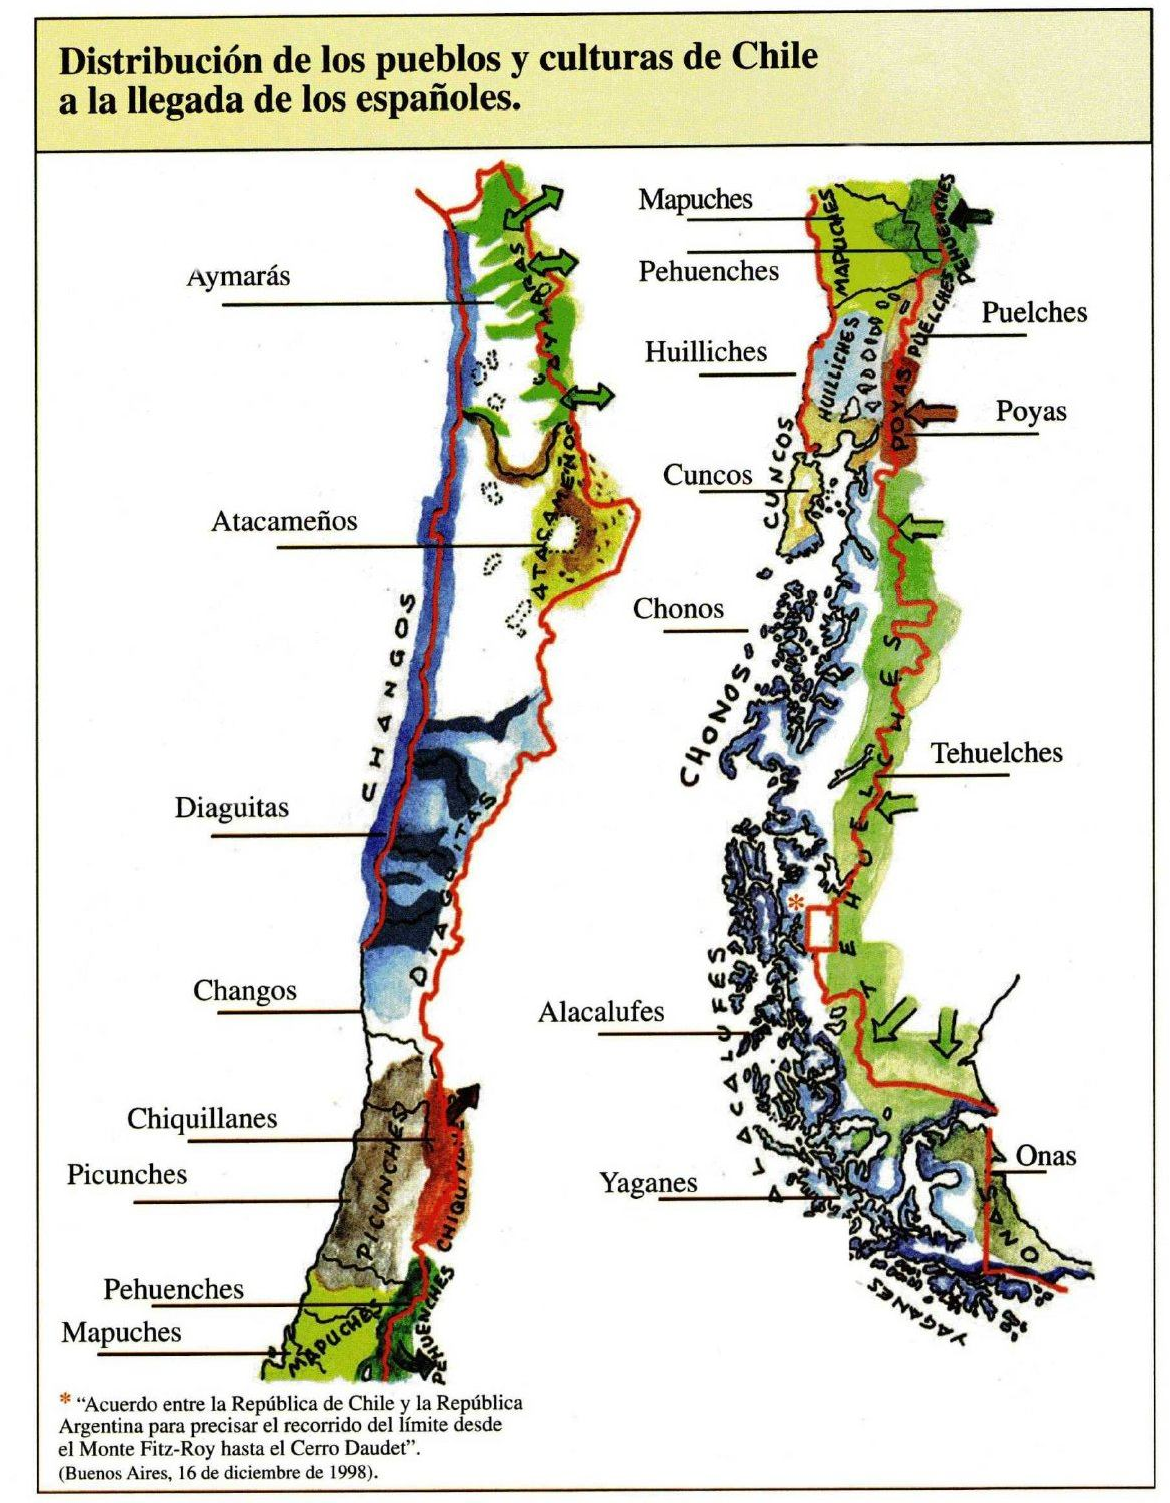 Distribución de los pueblos y culturas de Chile
a la llegada de los españoles.
Aymarás
AYMARAS
Atacameños
ATACAMEÑOS
CHANGOS
Diaguitas
DIAGUITAS
Changos
Chiquillanes
Picunches
PICUNCHES
Pehuenches
PEHUENCHES
Mapuches
MAPUCHES
Mapuches
MAPUCHES
Pehuenches
PEHUENCHES
Puelches
PUELCHES
Huilliches
HUILLICHES
Poyas
POYAS
Cuncos
CUNCOS
Chonos
CHONOS
Tehuelches
TEHUELCHES
*
Alacalufes
ALACALUFES
Onas
ONAS
Yaganes
YAGANES
* “Acuerdo entre la República de Chile y la República
Argentina para precisar el recorrido del límite desde
el Monte Fitz-Roy hasta el Cerro Daudet”.
(Buenos Aires, 16 de diciembre de 1998).